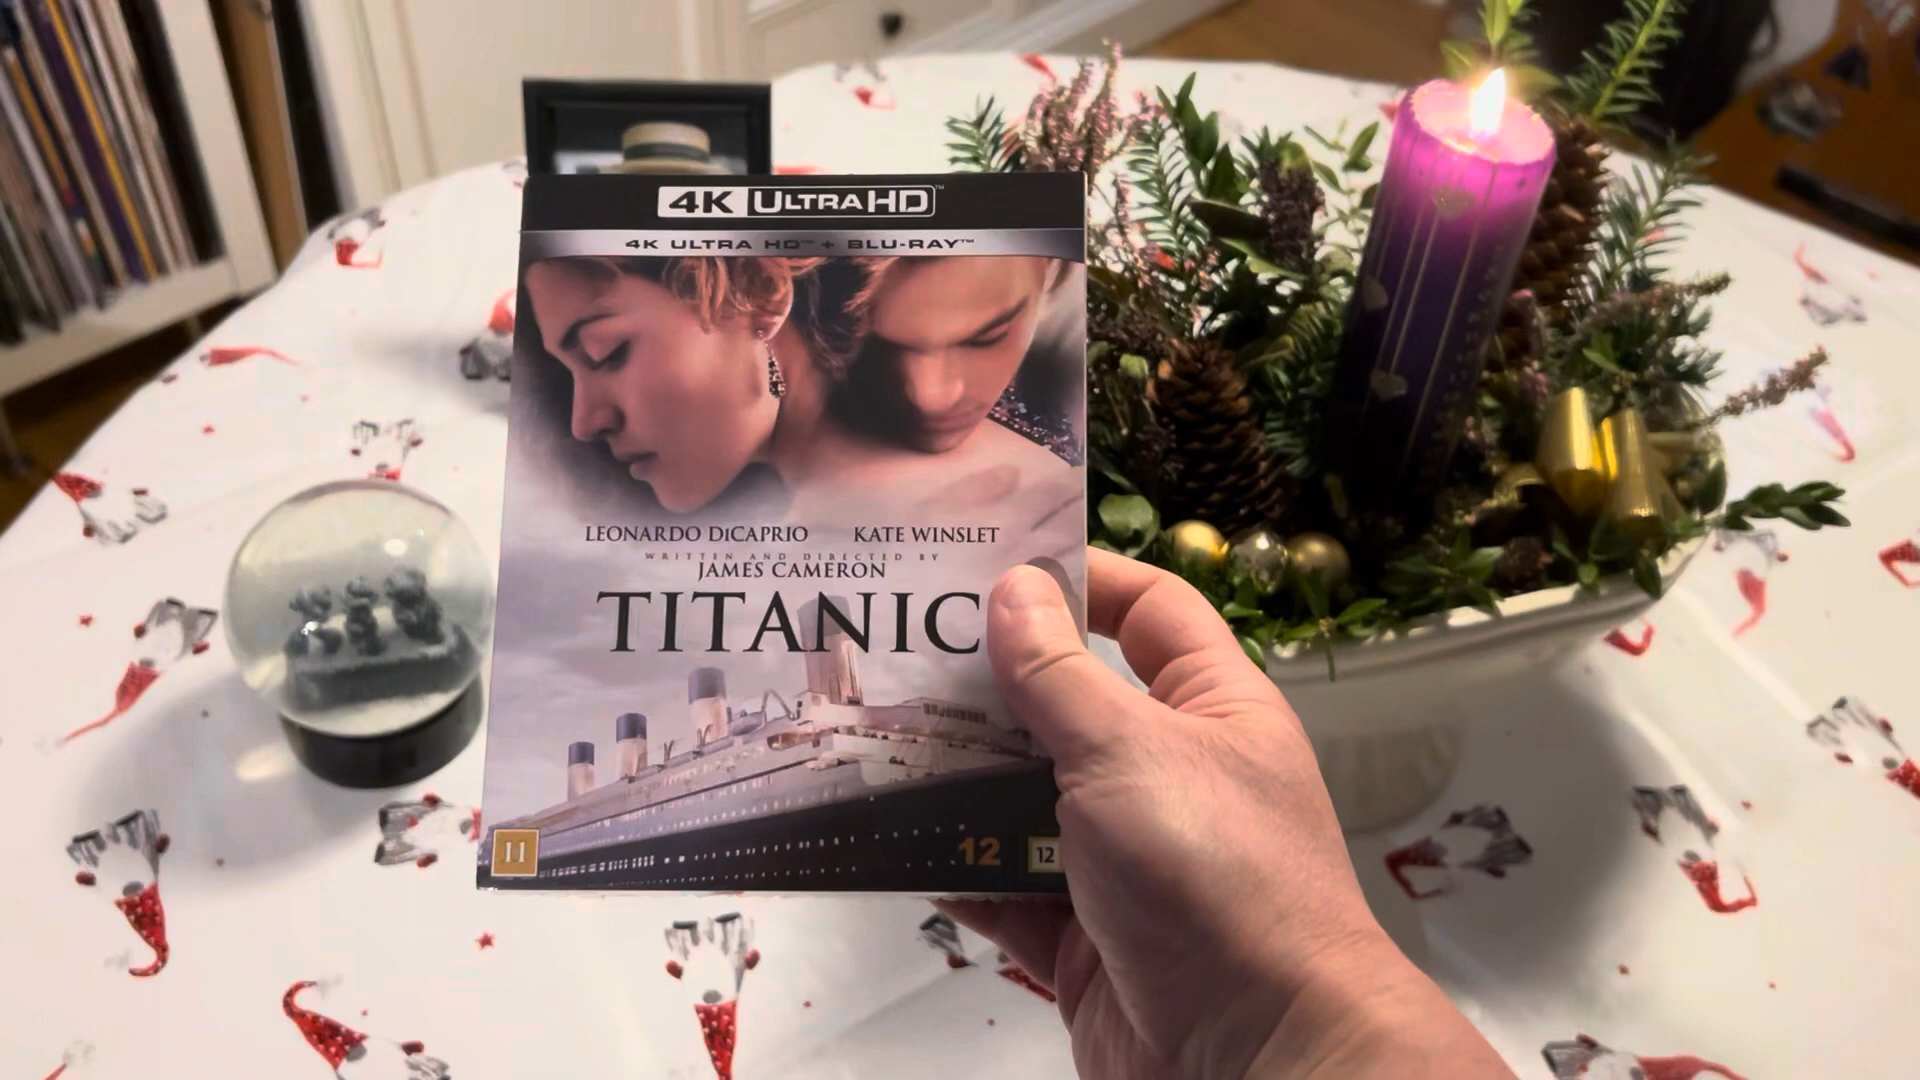 4K ULTRAHD™
4K ULTRA HD™ + BLU-RAY™
LEONARDO DiCAPRIO KATE WINSLET
WRITTEN AND DIRECTED BY
JAMES CAMERON
TITANIC
11 12 12